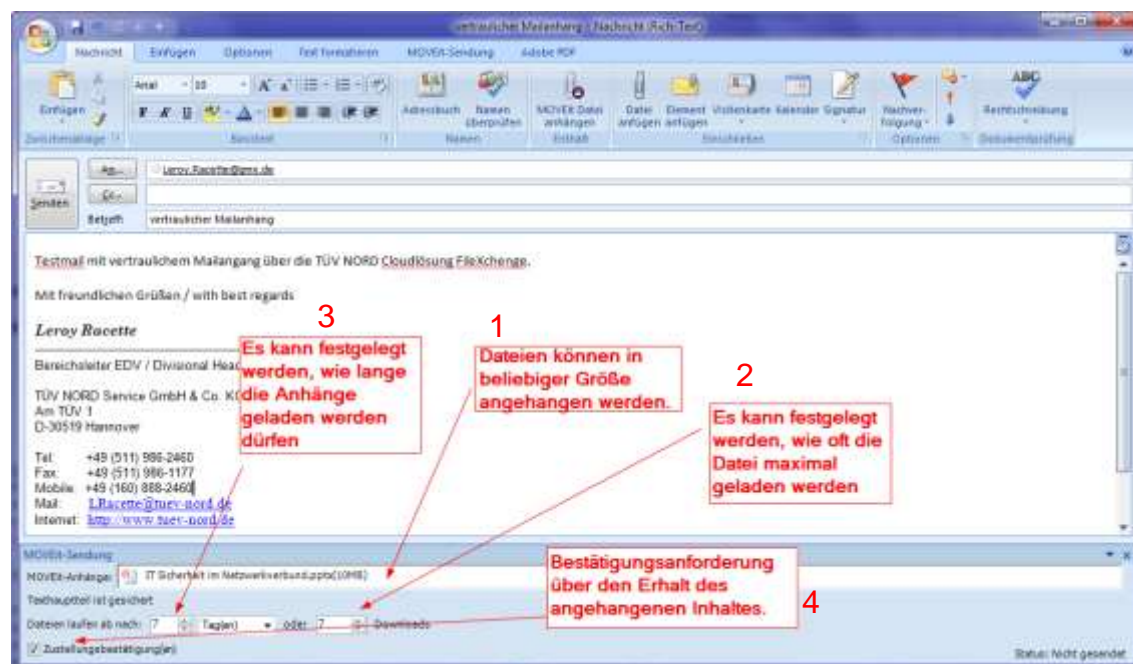 vertraulicher Mailanhang - Nachricht (Rich-Text)
Nachricht Einfügen Optionen Text formatieren MOVEit-Sendung Adobe PDF
Einfügen
Arial 10
F K U
Adressbuch Namen überprüfen
MOVEit Datei anhängen
Datei anfügen Element anfügen Visitenkarte Kalender Signatur
Nachver-folgung
ABC
Rechtschreibung
Zwischenablage Basistext Namen Einschließen Optionen Dokumentprüfung
Senden
An...
Cc...
Betreff: vertraulicher Mailanhang
Testmail mit vertraulichem Mailangang über die TÜV NORD Cloudlösung FileXchenge.
Mit freundlichen Grüßen / with best regards
Leroy Racette
Bereichsleiter EDV / Divisional Head
TÜV NORD Service GmbH & Co. KG
Am TÜV 1
D-30519 Hannover
Tel: +49 (511) 986-2460
Fax: +49 (511) 986-1177
Mobile +49 (160) 888-2460
Mail: LRacette@tuev-nord.de
Internet: http://www.tuev-nord/de
3
Es kann festgelegt
werden, wie lange
die Anhänge
geladen werden
dürfen
1
Dateien können in
beliebiger Größe
angehangen werden.
2
Es kann festgelegt
werden, wie oft die
Datei maximal
geladen werden
MOVEit-Sendung
MOVEit-Anhänge: IT Sicherheit im Netzwerkverbund.pptx(10MB)
Texthauptteil ist gesichert
Dateien laufen ab nach: 7 Tag(en) oder 7 Downloads
Zustellungsbestätigung(en)
Bestätigungsanforderung
über den Erhalt des
angehangenen Inhaltes.
4
Status: Nicht gesendet